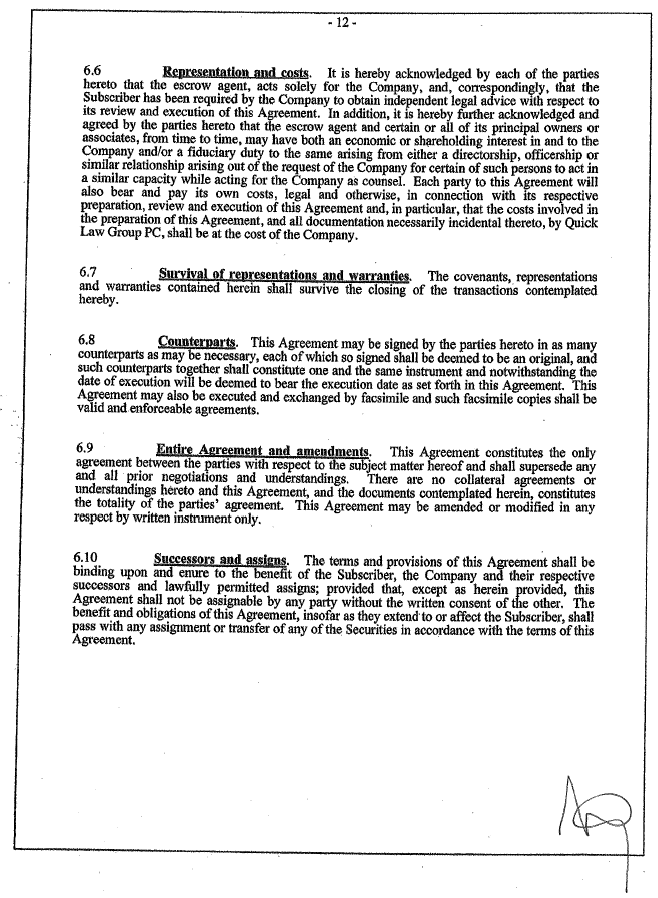 - 12 -
6.6 Representation and costs. It is hereby acknowledged by each of the parties
hereto that the escrow agent, acts solely for the Company, and, correspondingly, that the
Subscriber has been required by the Company to obtain independent legal advice with respect to
its review and execution of this Agreement. In addition, it is hereby further acknowledged and
agreed by the parties hereto that the escrow agent and certain or all of its principal owners or
associates, from time to time, may have both an economic or shareholding interest in and to the
Company and/or a fiduciary duty to the same arising from either a directorship, officership or
similar relationship arising out of the request of the Company for certain of such persons to act in
a similar capacity while acting for the Company as counsel. Each party to this Agreement will
also bear and pay its own costs, legal and otherwise, in connection with its respective
preparation, review and execution of this Agreement and, in particular, that the costs involved in
the preparation of this Agreement, and all documentation necessarily incidental thereto, by Quick
Law Group PC, shall be at the cost of the Company.
6.7 Survival of representations and warranties. The covenants, representations
and warranties contained herein shall survive the closing of the transactions contemplated
hereby.
6.8 Counterparts. This Agreement may be signed by the parties hereto in as many
counterparts as may be necessary, each of which so signed shall be deemed to be an original, and
such counterparts together shall constitute one and the same instrument and notwithstanding the
date of execution will be deemed to bear the execution date as set forth in this Agreement. This
Agreement may also be executed and exchanged by facsimile and such facsimile copies shall be
valid and enforceable agreements.
6.9 Entire Agreement and amendments. This Agreement constitutes the only
agreement between the parties with respect to the subject matter hereof and shall supersede any
and all prior negotiations and understandings. There are no collateral agreements or
understandings hereto and this Agreement, and the documents contemplated herein, constitutes
the totality of the parties' agreement. This Agreement may be amended or modified in any
respect by written instrument only.
6.10 Successors and assigns. The terms and provisions of this Agreement shall be
binding upon and enure to the benefit of the Subscriber, the Company and their respective
successors and lawfully permitted assigns; provided that, except as herein provided, this
Agreement shall not be assignable by any party without the written consent of the other. The
benefit and obligations of this Agreement, insofar as they extend to or affect the Subscriber, shall
pass with any assignment or transfer of any of the Securities in accordance with the terms of this
Agreement.